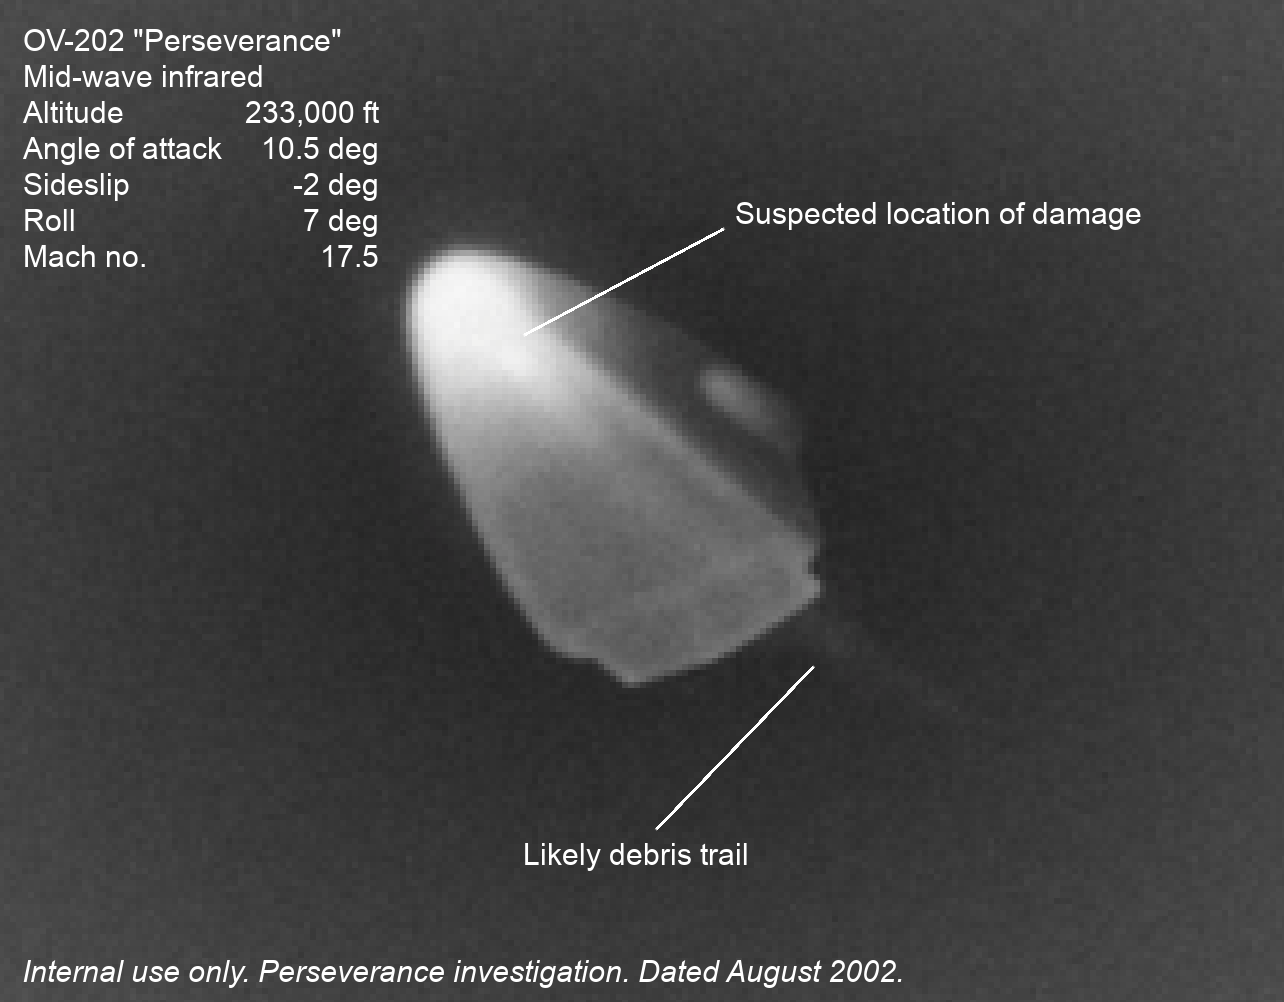 OV-202 "Perseverance"
Mid-wave infrared
Altitude 233,000 ft
Angle of attack 10.5 deg
Sideslip -2 deg
Roll 7 deg
Mach no. 17.5
Suspected location of damage
Likely debris trail
Internal use only. Perseverance investigation. Dated August 2002.